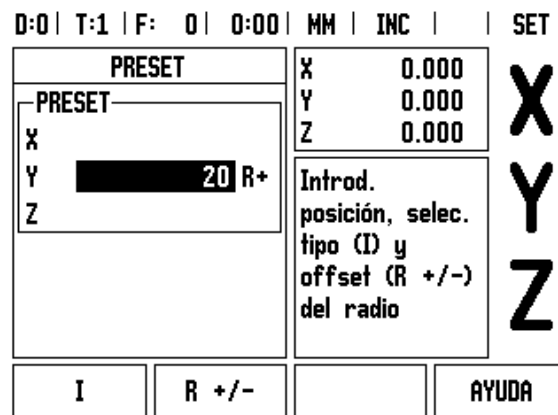 D:0 | T:1 | F: 0 | 0:00 | MM | INC | | SET
PRESET
PRESET
X
Y 20 R+
Z
X 0.000
Y 0.000
Z 0.000
Introd.
posición, selec.
tipo (I) y
offset (R +/-)
del radio
X
Y
Z
I
R +/-
AYUDA